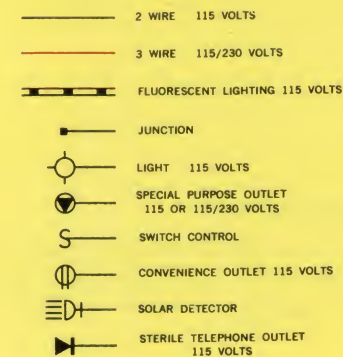 2 WIRE 115 VOLTS
3 WIRE 115/230 VOLTS
FLUORESCENT LIGHTING 115 VOLTS
JUNCTION
LIGHT 115 VOLTS
SPECIAL PURPOSE OUTLET
115 OR 115/230 VOLTS
S SWITCH CONTROL
CONVENIENCE OUTLET 115 VOLTS
SOLAR DETECTOR
STERILE TELEPHONE OUTLET
115 VOLTS